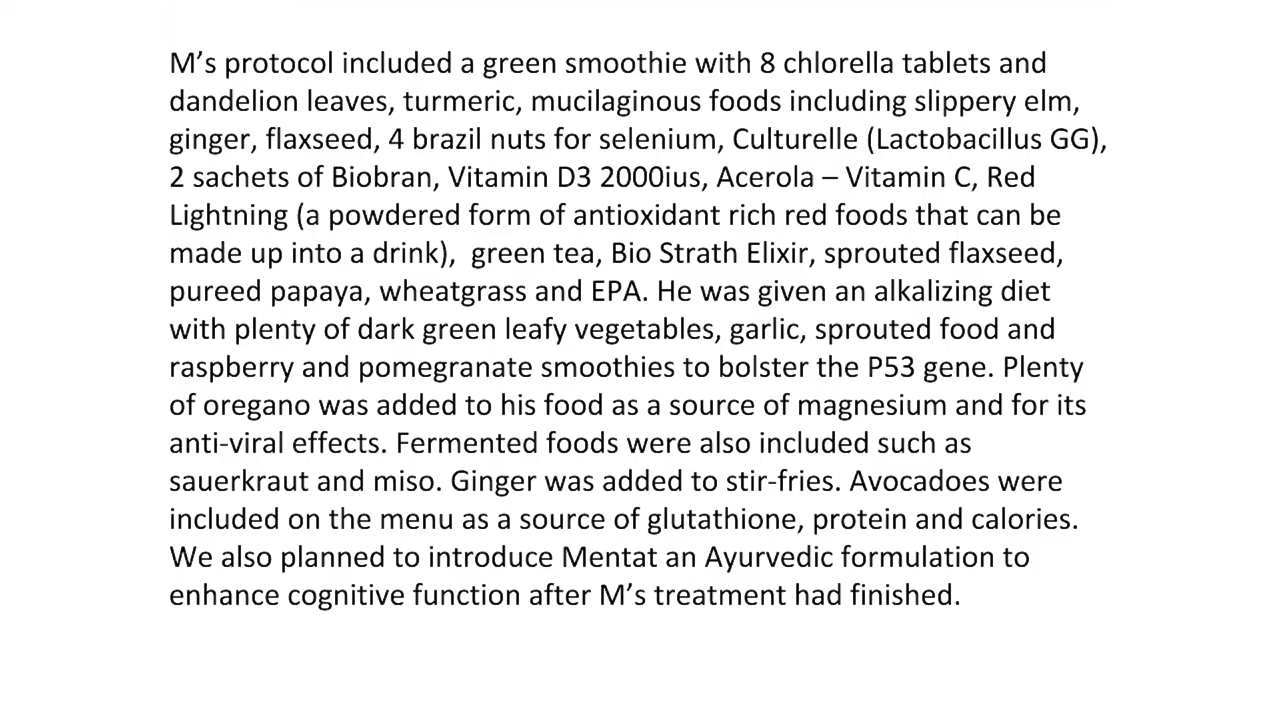 M’s protocol included a green smoothie with 8 chlorella tablets and
dandelion leaves, turmeric, mucilaginous foods including slippery elm,
ginger, flaxseed, 4 brazil nuts for selenium, Culturelle (Lactobacillus GG),
2 sachets of Biobran, Vitamin D3 2000ius, Acerola – Vitamin C, Red
Lightning (a powdered form of antioxidant rich red foods that can be
made up into a drink),  green tea, Bio Strath Elixir, sprouted flaxseed,
pureed papaya, wheatgrass and EPA. He was given an alkalizing diet
with plenty of dark green leafy vegetables, garlic, sprouted food and
raspberry and pomegranate smoothies to bolster the P53 gene. Plenty
of oregano was added to his food as a source of magnesium and for its
anti-viral effects. Fermented foods were also included such as
sauerkraut and miso. Ginger was added to stir-fries. Avocadoes were
included on the menu as a source of glutathione, protein and calories.
We also planned to introduce Mentat an Ayurvedic formulation to
enhance cognitive function after M’s treatment had finished.